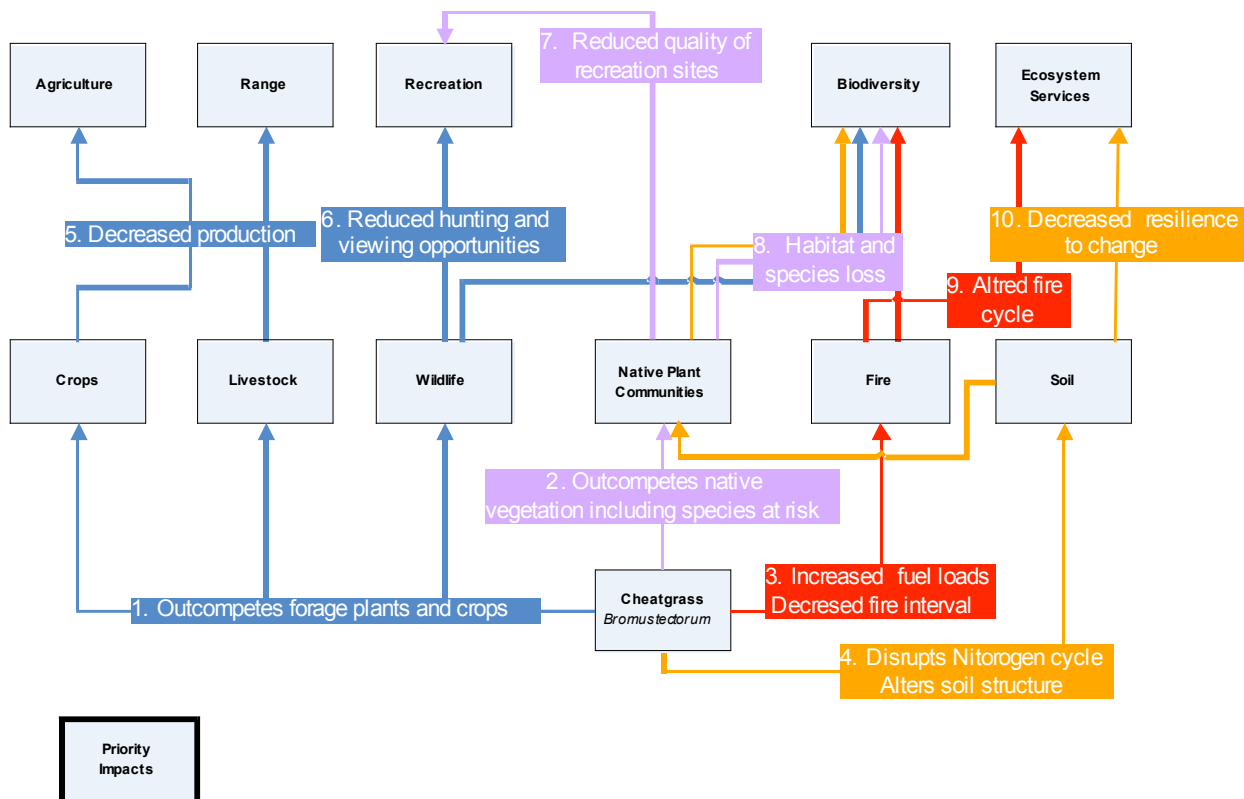 7. Reduced quality of
recreation sites
Agriculture
Range
Recreation
Biodiversity
Ecosystem
Services
5. Decreased production
6. Reduced hunting and
viewing opportunities
8. Habitat and
species loss
10. Decreased resilience
to change
9. Altred fire
cycle
Crops
Livestock
Wildlife
Native Plant
Communities
Fire
Soil
2. Outcompetes native
vegetation including species at risk
1. Outcompetes forage plants and crops
Cheatgrass
Bromustectorum
3. Increased fuel loads
Decresed fire interval
4. Disrupts Nitorogen cycle
Alters soil structure
Priority
Impacts